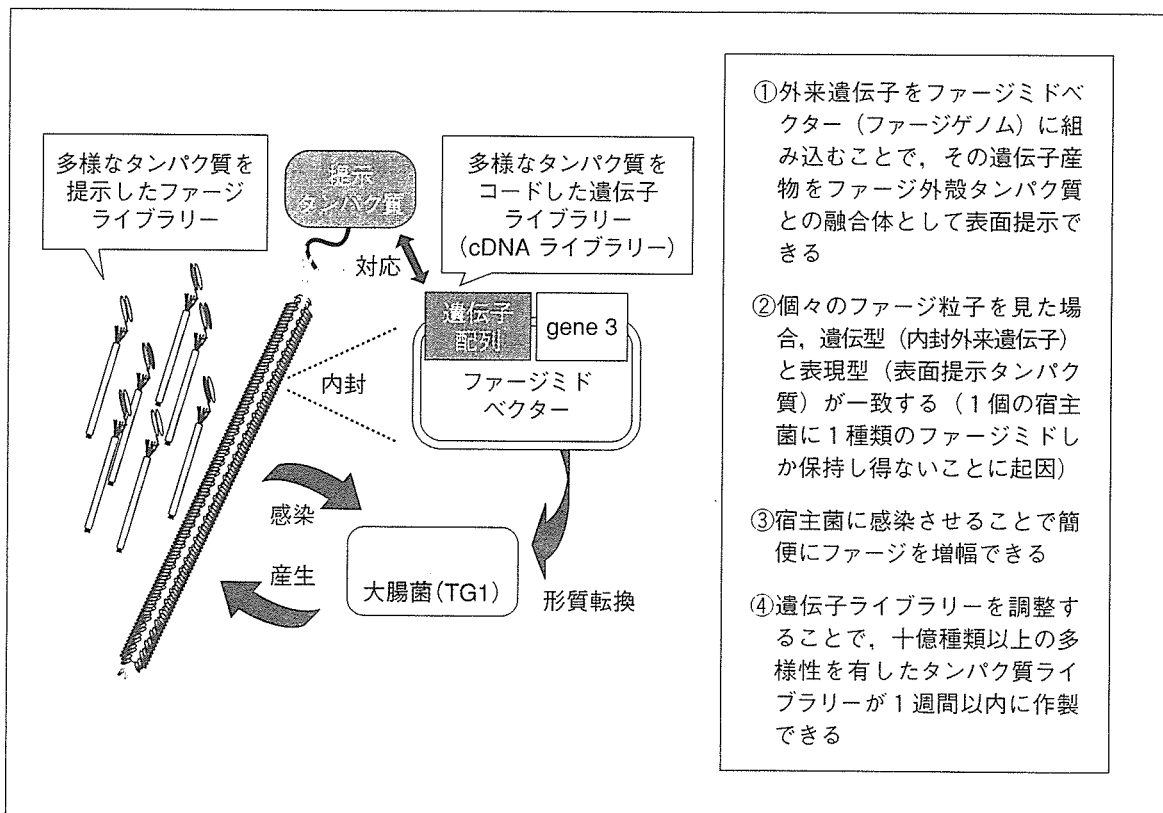 多様なタンパク質を
提示したファージ
ライブラリー
提示
タンパク質
多様なタンパク質を
コードした遺伝子
ライブラリー
（cDNA ライブラリー）
対応
遺伝子
配列
gene 3
ファージミド
ベクター
内封
感染
産生
大腸菌(TG1)
形質転換
①外来遺伝子をファージミドベ
クター（ファージゲノム）に組
み込むことで，その遺伝子産
物をファージ外殻タンパク質
との融合体として表面提示で
きる
②個々のファージ粒子を見た場
合，遺伝型（内封外来遺伝子）
と表現型（表面提示タンパク
質）が一致する（1個の宿主
菌に1種類のファージミドし
か保持し得ないことに起因）
③宿主菌に感染させることで簡
便にファージを増幅できる
④遺伝子ライブラリーを調整す
ることで，十億種類以上の多
様性を有したタンパク質ライ
ブラリーが1週間以内に作製
できる